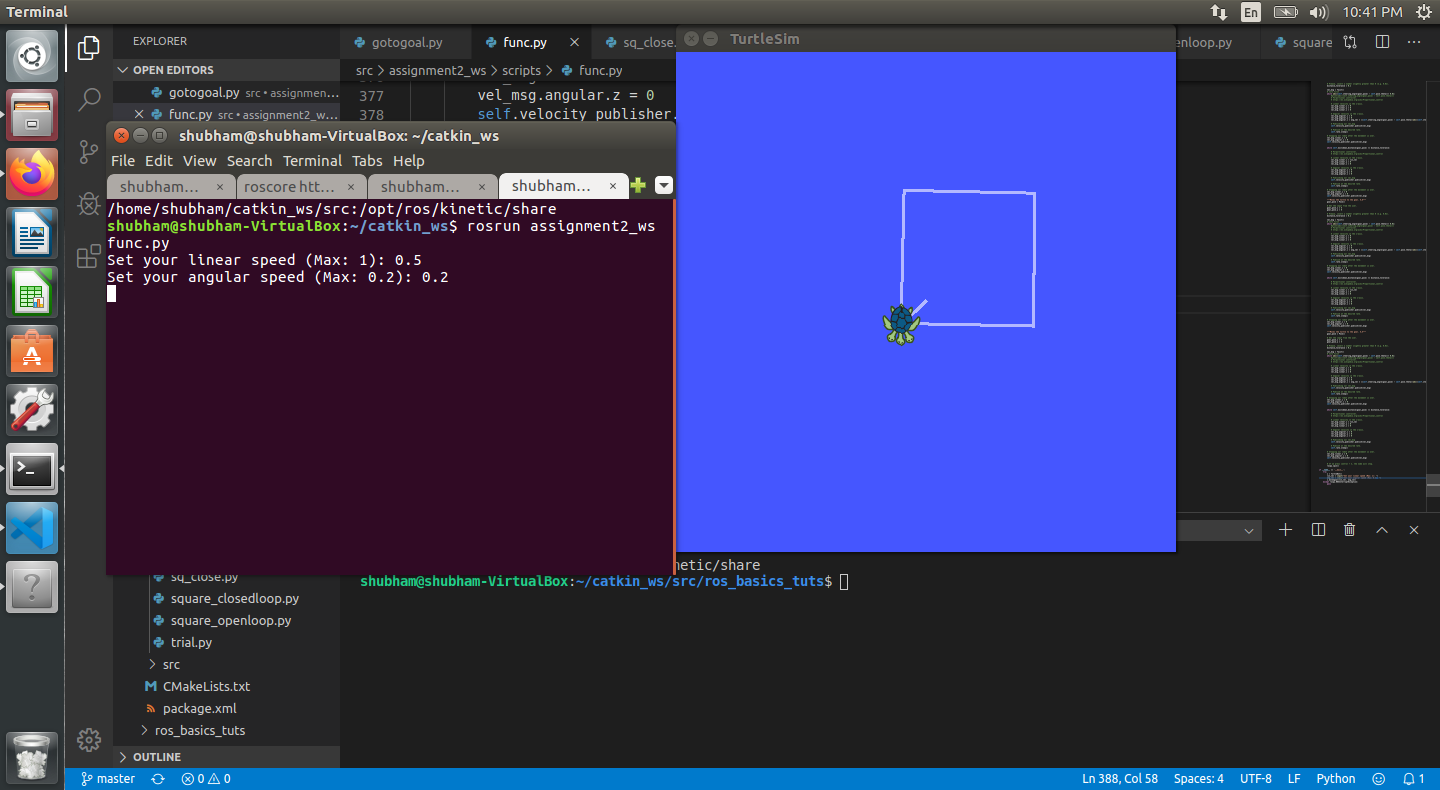 Terminal
En
10:41 PM
EXPLORER
gotogoal.py
func.py
sq_close.
TurtleSim
enloop.py
square
OPEN EDITORS
src
assignment2_ws
scripts
func.py
gotogoal.py src • assignmen...
377
vel_msg.angular.z = 0
func.py src • assignment2_w...
378
self.velocity_publisher.
shubham@shubham-VirtualBox: ~/catkin_ws
File Edit View Search Terminal Tabs Help
shubham...
roscore htt...
shubham...
shubham...
/home/shubham/catkin_ws/src:/opt/ros/kinetic/share
shubham@shubham-VirtualBox:~/catkin_ws$ rosrun assignment2_ws
func.py
Set your linear speed (Max: 1): 0.5
Set your angular speed (Max: 0.2): 0.2
netic/share
shubham@shubham-VirtualBox:~/catkin_ws/src/ros_basics_tuts$
sq_close.py
square_closedloop.py
square_openloop.py
trial.py
src
CMakeLists.txt
package.xml
ros_basics_tuts
OUTLINE
master
0
0
Ln 388, Col 58
Spaces: 4
UTF-8
LF
Python
1